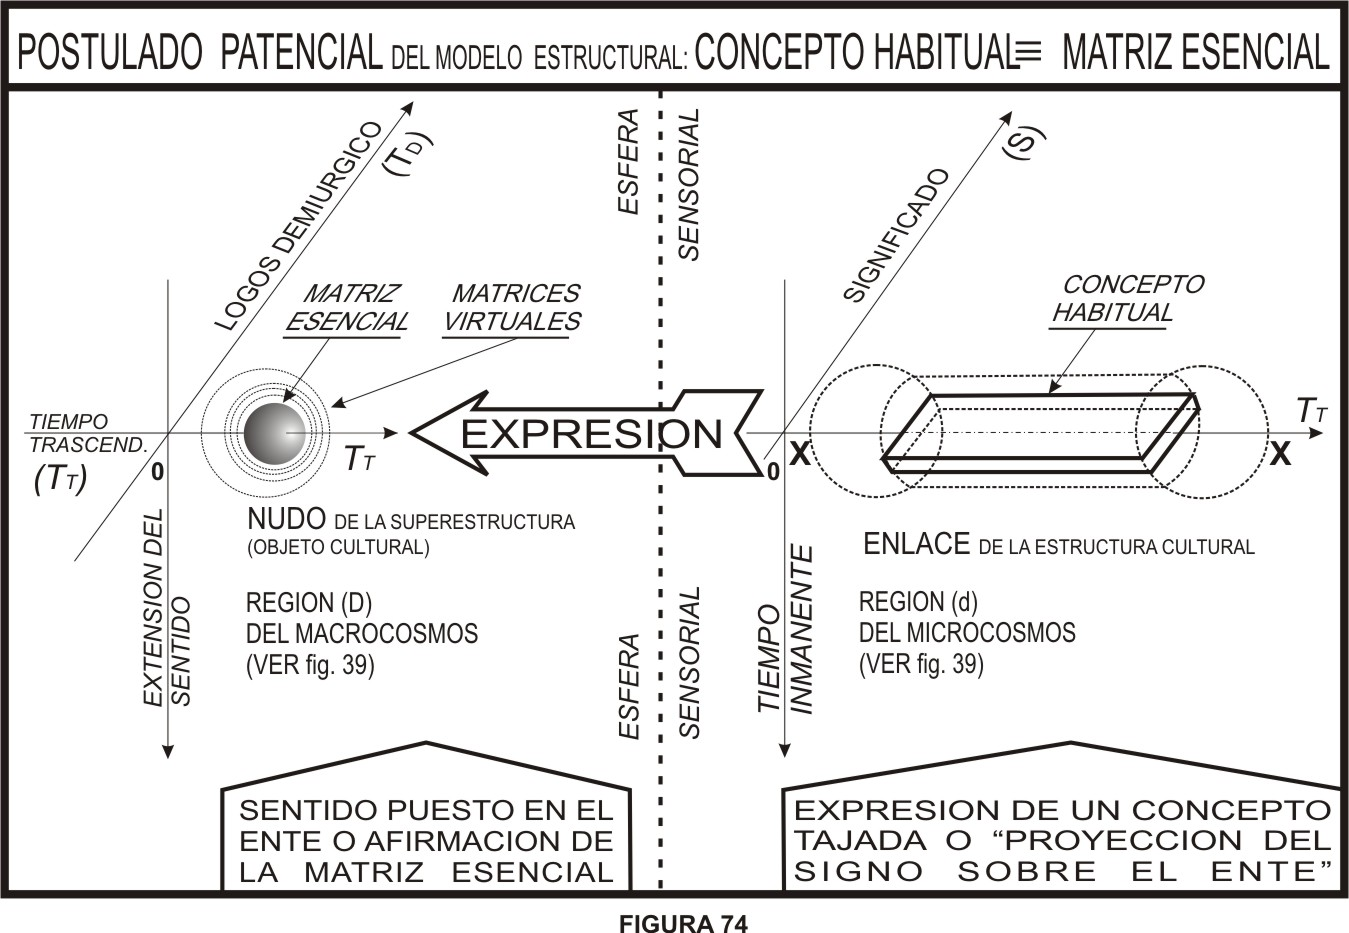 POSTULADO PATENCIAL DEL MODELO ESTRUCTURAL: CONCEPTO HABITUAL≡ MATRIZ ESENCIAL
LOGOS DEMIURGICO
(TD)
MATRIZ
ESENCIAL
MATRICES
VIRTUALES
TIEMPO
TRASCEND.
(TT)
0
TT
EXTENSION DEL
SENTIDO
NUDO DE LA SUPERESTRUCTURA
(OBJETO CULTURAL)
REGION (D)
DEL MACROCOSMOS
(VER fig. 39)
ESFERA
SENSORIAL
EXPRESION
ESFERA
SENSORIAL
SIGNIFICADO
(S)
CONCEPTO
HABITUAL
TT
0
X
X
TIEMPO
INMANENTE
ENLACE DE LA ESTRUCTURA CULTURAL
REGION (d)
DEL MICROCOSMOS
(VER fig. 39)
SENTIDO PUESTO EN EL
ENTE O AFIRMACION DE
LA MATRIZ ESENCIAL
EXPRESION DE UN CONCEPTO
TAJADA O “PROYECCION DEL
SIGNO SOBRE EL ENTE”
FIGURA 74